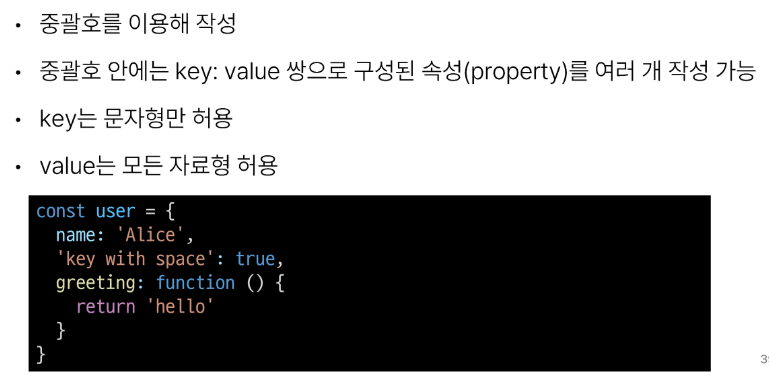 • 중괄호를 이용해 작성
• 중괄호 안에는 key: value 쌍으로 구성된 속성(property)를 여러 개 작성 가능
• key는 문자형만 허용
• value는 모든 자료형 허용
const user = {
  name: 'Alice',
  'key with space': true,
  greeting: function () {
    return 'hello'
  }
}